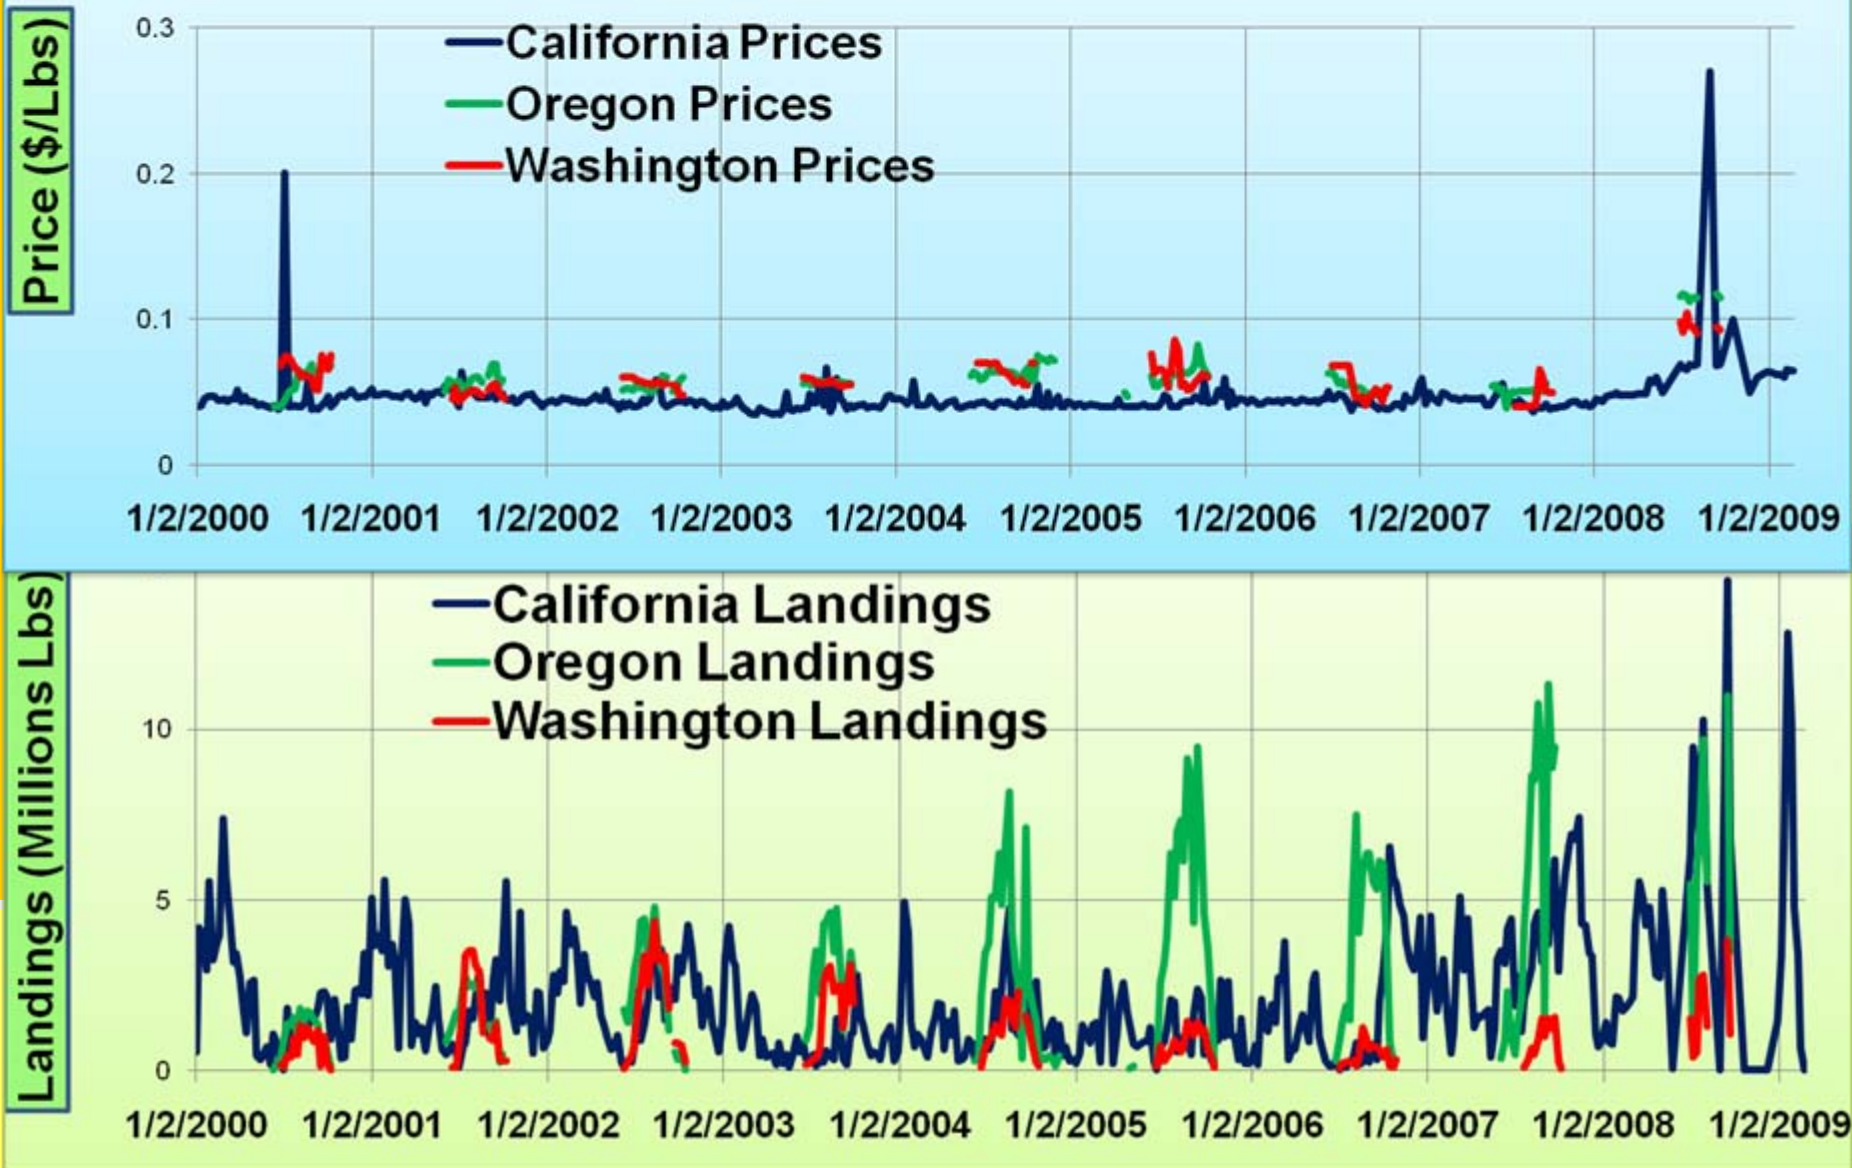 Price ($/Lbs)
0.3
0.2
0.1
0
California Prices
Oregon Prices
Washington Prices
1/2/2000 1/2/2001 1/2/2002 1/2/2003 1/2/2004 1/2/2005 1/2/2006 1/2/2007 1/2/2008 1/2/2009
Landings (Millions Lbs)
10
5
0
California Landings
Oregon Landings
Washington Landings
1/2/2000 1/2/2001 1/2/2002 1/2/2003 1/2/2004 1/2/2005 1/2/2006 1/2/2007 1/2/2008 1/2/2009